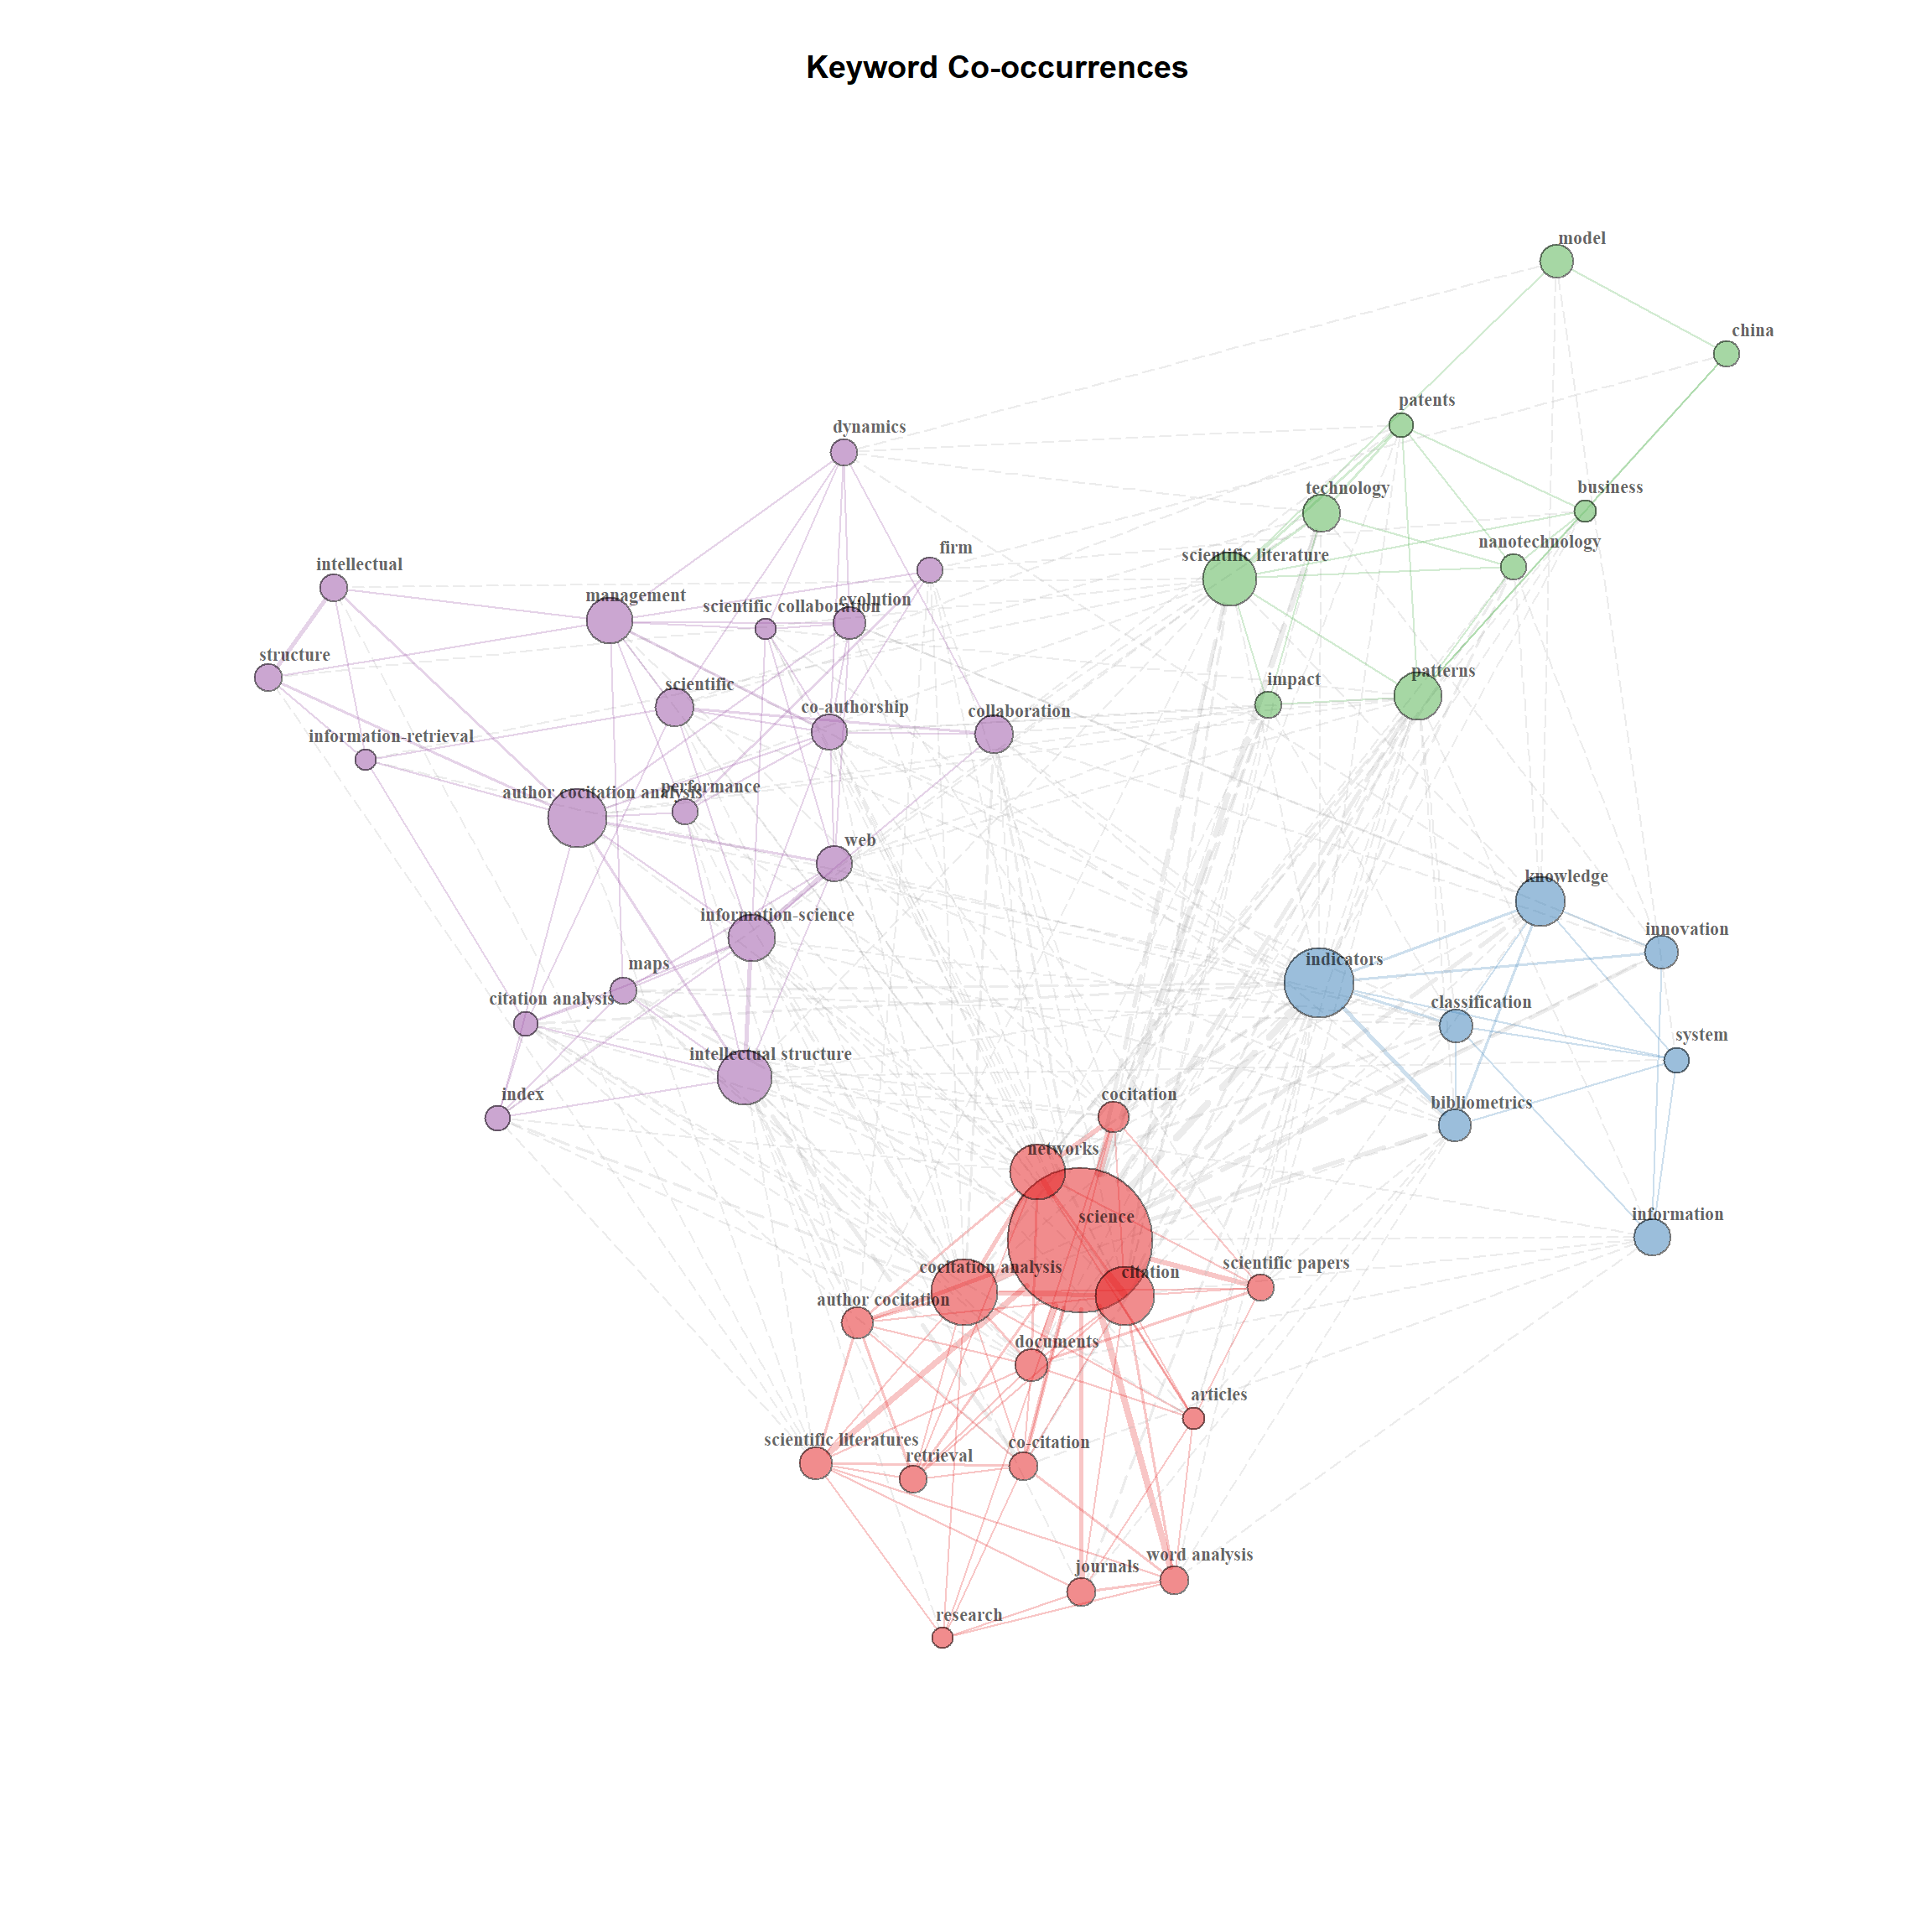 Keyword Co-occurrences
model
china
patents
dynamics
technology
business
nanotechnology
firm
scientific literature
intellectual
management
scientific collaboration
evolution
structure
scientific
impact
patterns
co-authorship
collaboration
information-retrieval
author cocitation analysis
performance
web
knowledge
information-science
innovation
indicators
maps
citation analysis
classification
system
intellectual structure
index
cocitation
bibliometrics
networks
science
information
cocitation analysis
citation
scientific papers
author cocitation
documents
articles
scientific literatures
retrieval
co-citation
journals
word analysis
research